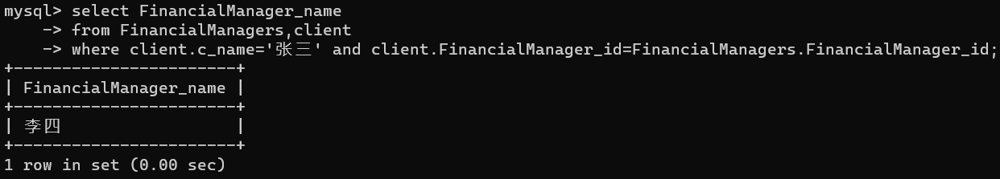 mysql> select FinancialManager_name
    -> from FinancialManagers,client
    -> where client.c_name='张三' and client.FinancialManager_id=FinancialManagers.FinancialManager_id;
+-----------------------+
| FinancialManager_name |
+-----------------------+
| 李四                  |
+-----------------------+
1 row in set (0.00 sec)